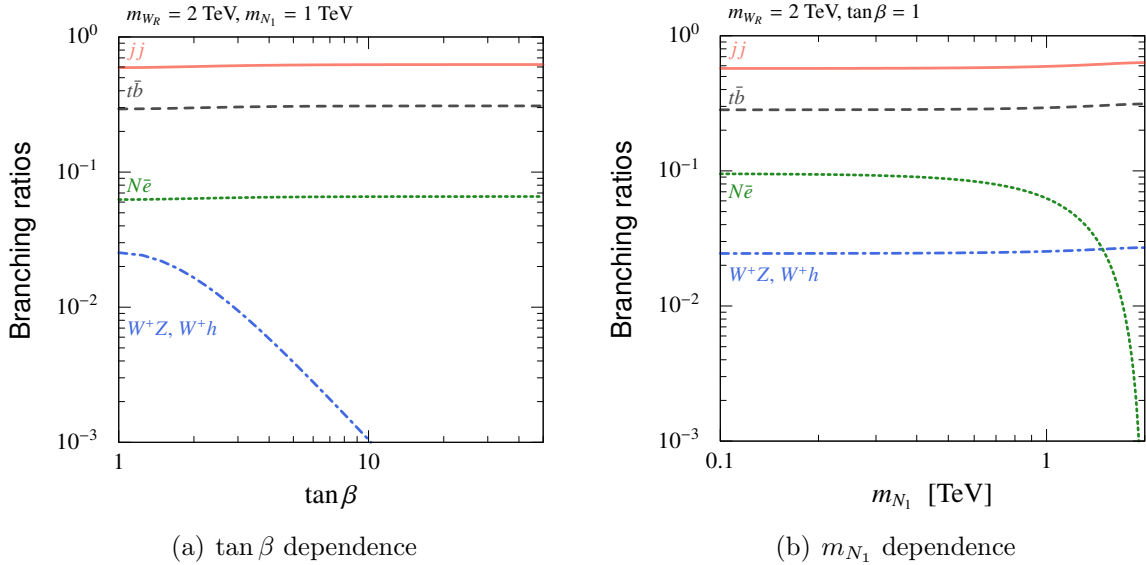 m_{W_R} = 2 TeV, m_{N_1} = 1 TeV
Branching ratios
10^0
10^{-1}
10^{-2}
10^{-3}
jj
tb̄
Nē
W⁺Z, W⁺h
1
10
tan β
(a) tan β dependence
m_{W_R} = 2 TeV, tan β = 1
Branching ratios
10^0
10^{-1}
10^{-2}
10^{-3}
jj
tb̄
Nē
W⁺Z, W⁺h
0.1
1
m_{N_1} [TeV]
(b) m_{N_1} dependence